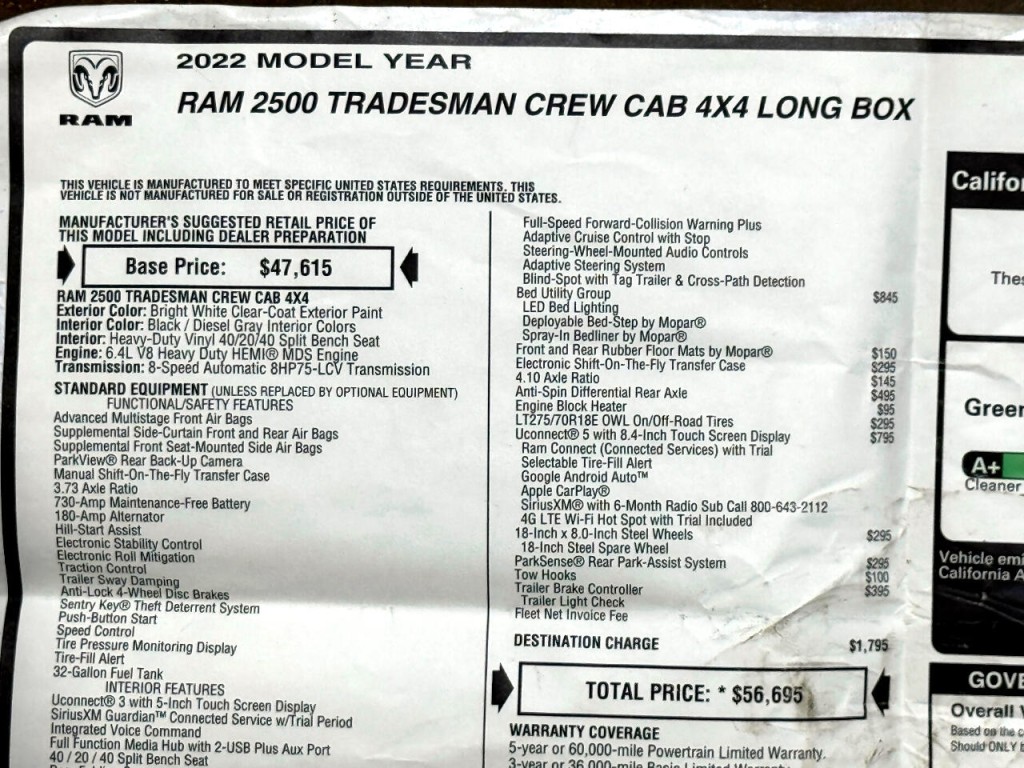 RAM
2022 MODEL YEAR
RAM 2500 TRADESMAN CREW CAB 4X4 LONG BOX
THIS VEHICLE IS MANUFACTURED TO MEET SPECIFIC UNITED STATES REQUIREMENTS. THIS
VEHICLE IS NOT MANUFACTURED FOR SALE OR REGISTRATION OUTSIDE OF THE UNITED STATES.
MANUFACTURER'S SUGGESTED RETAIL PRICE OF
THIS MODEL INCLUDING DEALER PREPARATION
Base Price: $47,615
RAM 2500 TRADESMAN CREW CAB 4X4
Exterior Color: Bright White Clear-Coat Exterior Paint
Interior Color: Black / Diesel Gray Interior Colors
Interior: Heavy-Duty Vinyl 40/20/40 Split Bench Seat
Engine: 6.4L V8 Heavy Duty HEMI® MDS Engine
Transmission: 8-Speed Automatic 8HP75-LCV Transmission
STANDARD EQUIPMENT (UNLESS REPLACED BY OPTIONAL EQUIPMENT)
FUNCTIONAL/SAFETY FEATURES
Advanced Multistage Front Air Bags
Supplemental Side-Curtain Front and Rear Air Bags
Supplemental Front Seat-Mounted Side Air Bags
ParkView® Rear Back-Up Camera
Manual Shift-On-The-Fly Transfer Case
3.73 Axle Ratio
730-Amp Maintenance-Free Battery
180-Amp Alternator
Hill-Start Assist
Electronic Stability Control
Electronic Roll Mitigation
Traction Control
Trailer Sway Damping
Anti-Lock 4-Wheel Disc Brakes
Sentry Key® Theft Deterrent System
Push-Button Start
Speed Control
Tire Pressure Monitoring Display
Tire-Fill Alert
32-Gallon Fuel Tank
INTERIOR FEATURES
Uconnect® 3 with 5-Inch Touch Screen Display
SiriusXM Guardian™ Connected Service w/Trial Period
Integrated Voice Command
Full Function Media Hub with 2-USB Plus Aux Port
40 / 20 / 40 Split Bench Seat
Full-Speed Forward-Collision Warning Plus
Adaptive Cruise Control with Stop
Steering-Wheel-Mounted Audio Controls
Adaptive Steering System
Blind-Spot with Tag Trailer & Cross-Path Detection
Bed Utility Group $845
LED Bed Lighting
Deployable Bed-Step by Mopar®
Spray-In Bedliner by Mopar®
Front and Rear Rubber Floor Mats by Mopar® $150
Electronic Shift-On-The-Fly Transfer Case $295
4.10 Axle Ratio $145
Anti-Spin Differential Rear Axle $495
Engine Block Heater $95
LT275/70R18E OWL On/Off-Road Tires $295
Uconnect® 5 with 8.4-Inch Touch Screen Display $795
Ram Connect (Connected Services) with Trial
Selectable Tire-Fill Alert
Google Android Auto™
Apple CarPlay®
SiriusXM® with 6-Month Radio Sub Call 800-643-2112
4G LTE Wi-Fi Hot Spot with Trial Included
18-Inch x 8.0-Inch Steel Wheels $295
18-Inch Steel Spare Wheel
ParkSense® Rear Park-Assist System $295
Tow Hooks $100
Trailer Brake Controller $395
Trailer Light Check
Fleet Net Invoice Fee
DESTINATION CHARGE $1,795
TOTAL PRICE: * $56,695
WARRANTY COVERAGE
5-year or 60,000-mile Powertrain Limited Warranty.
3-year or 36,000-mile Basic Limited Warranty.
Califor
Thes
Green
A+
Cleaner
Vehicle emi
California A
GOVE
Overall V
Based on the c
Should ONLY b